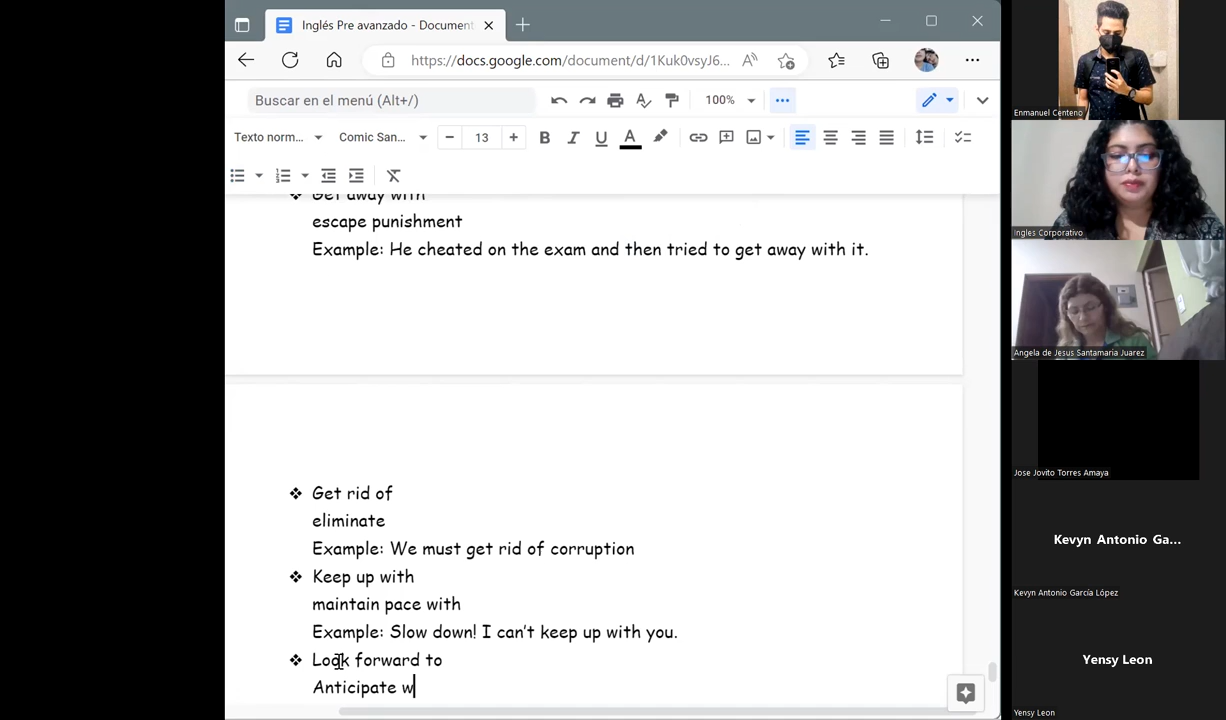 Inglés Pre avanzado - Document
https://docs.google.com/document/d/1Kuk0vsyJ6...
Buscar en el menú (Alt+/)
100%
Texto norm...
Comic San...
13
Get away with
escape punishment
Example: He cheated on the exam and then tried to get away with it.
Get rid of
eliminate
Example: We must get rid of corruption
Keep up with
maintain pace with
Example: Slow down! I can't keep up with you.
Look forward to
Anticipate w
Enmanuel Centeno
Ingles Corporativo
Angela de Jesus Santamaria Juarez
Jose Jovito Torres Amaya
Kevyn Antonio Ga...
Kevyn Antonio García López
Yensy Leon
Yensy Leon